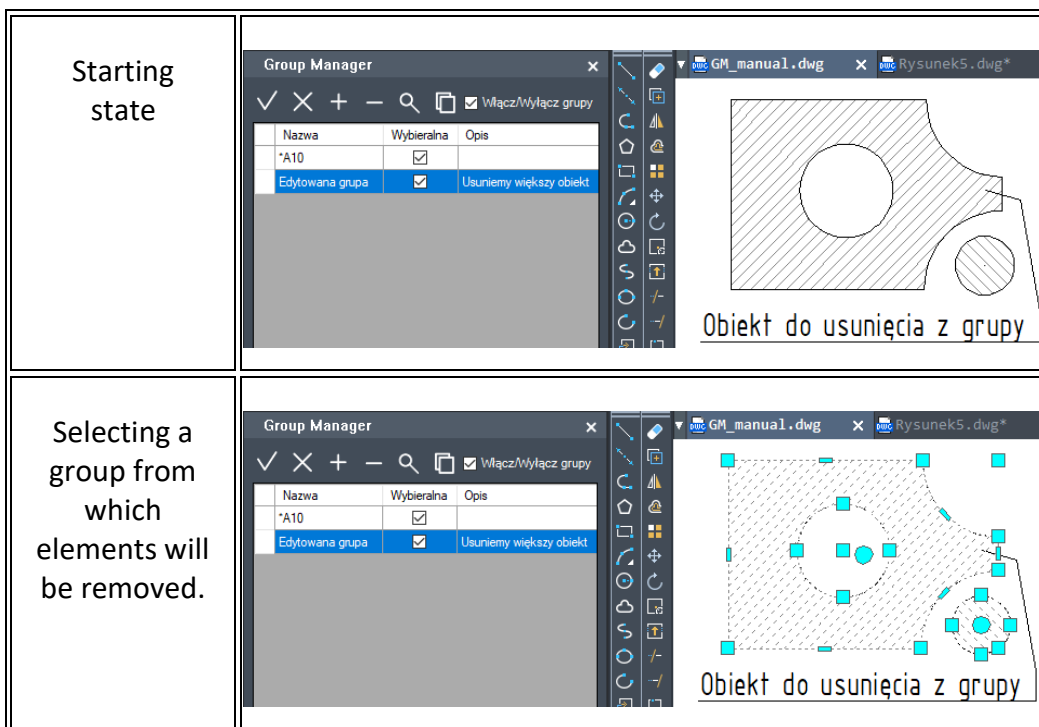 Starting
state
Group Manager
Włącz/Wyłącz grupy
Nazwa Wybieralna Opis
*A10
Edytowana grupa Usuniemy większy obiekt
GM_manual.dwg Rysunek5.dwg*
Obiekt do usunięcia z grupy
Selecting a
group from
which
elements will
be removed.
Group Manager
Włącz/Wyłącz grupy
Nazwa Wybieralna Opis
*A10
Edytowana grupa Usuniemy większy obiekt
GM_manual.dwg Rysunek5.dwg*
Obiekt do usunięcia z grupy